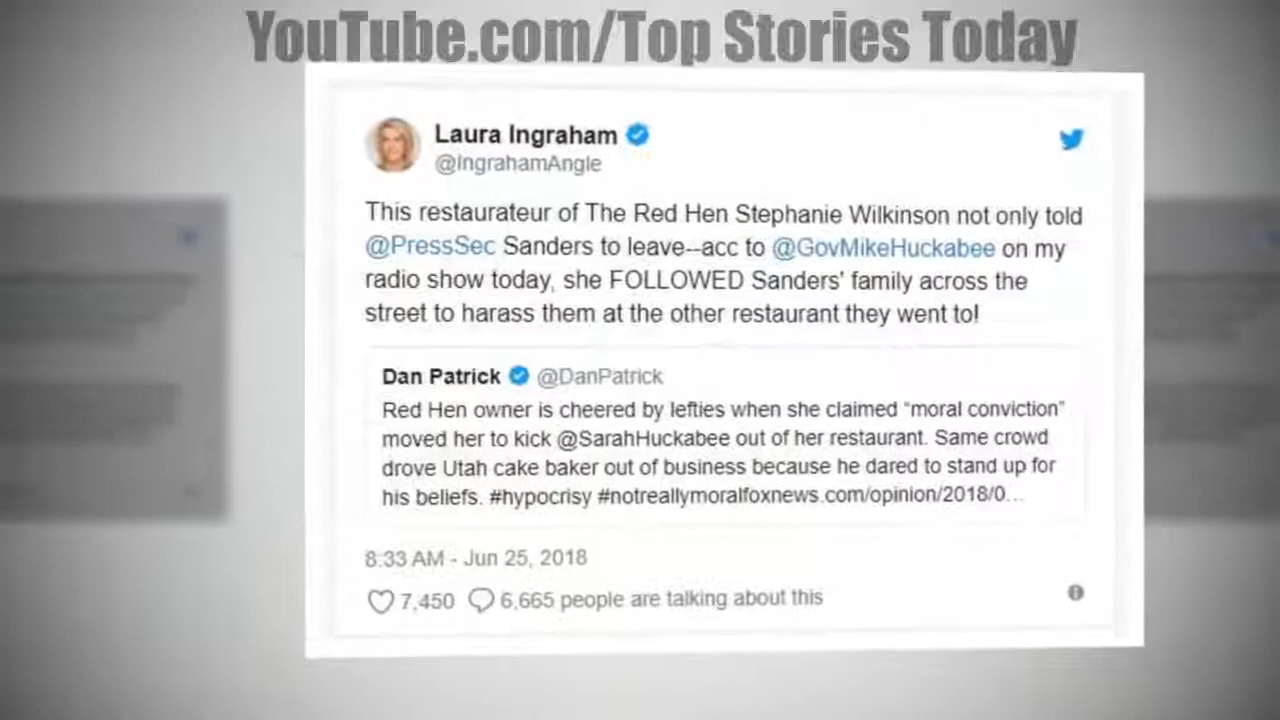 YouTube.com/Top Stories Today
Laura Ingraham
@IngrahamAngle
This restaurateur of The Red Hen Stephanie Wilkinson not only told
@PressSec Sanders to leave--acc to @GovMikeHuckabee on my
radio show today, she FOLLOWED Sanders' family across the
street to harass them at the other restaurant they went to!
Dan Patrick @DanPatrick
Red Hen owner is cheered by lefties when she claimed “moral conviction”
moved her to kick @SarahHuckabee out of her restaurant. Same crowd
drove Utah cake baker out of business because he dared to stand up for
his beliefs. #hypocrisy #notreallymoralfoxnews.com/opinion/2018/0…
8:33 AM - Jun 25, 2018
7,450 6,665 people are talking about this